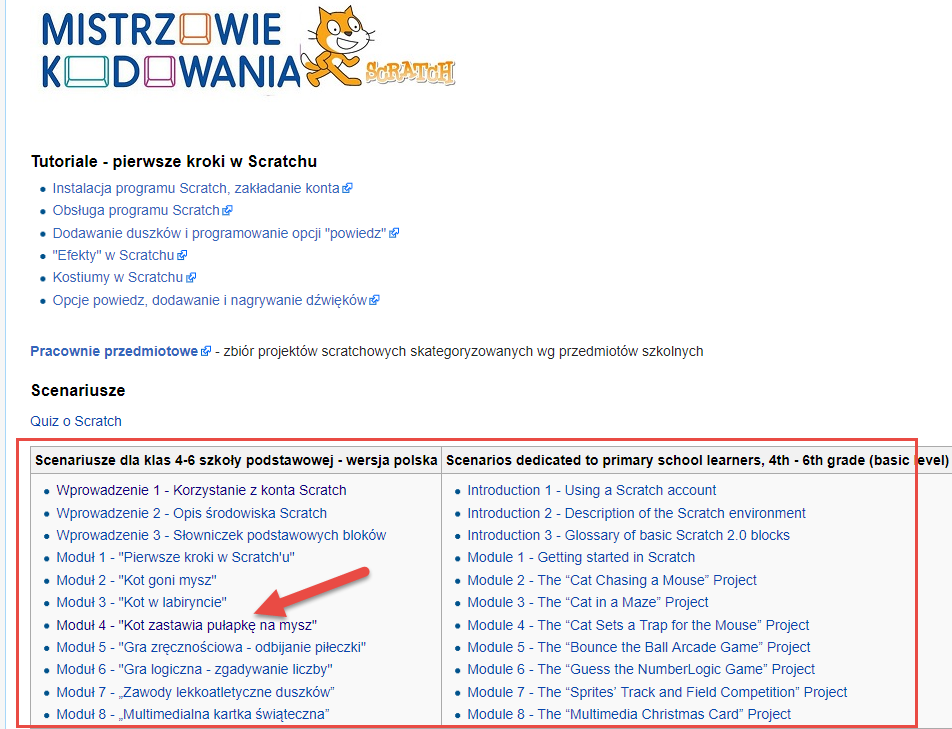 MISTRZOWIE
KODOWANIA
SCRATCH
Tutoriale - pierwsze kroki w Scratchu
Instalacja programu Scratch, zakładanie konta
Obsługa programu Scratch
Dodawanie duszków i programowanie opcji "powiedz"
"Efekty" w Scratchu
Kostiumy w Scratchu
Opcje powiedz, dodawanie i nagrywanie dźwięków
Pracownie przedmiotowe - zbiór projektów scratchowych skategoryzowanych wg przedmiotów szkolnych
Scenariusze
Quiz o Scratch
Scenariusze dla klas 4-6 szkoły podstawowej - wersja polska
Wprowadzenie 1 - Korzystanie z konta Scratch
Wprowadzenie 2 - Opis środowiska Scratch
Wprowadzenie 3 - Słowniczek podstawowych bloków
Moduł 1 - "Pierwsze kroki w Scratch'u"
Moduł 2 - "Kot goni mysz"
Moduł 3 - "Kot w labiryncie"
Moduł 4 - "Kot zastawia pułapkę na mysz"
Moduł 5 - "Gra zręcznościowa - odbijanie piłeczki"
Moduł 6 - "Gra logiczna - zgadywanie liczby"
Moduł 7 - „Zawody lekkoatletyczne duszków”
Moduł 8 - „Multimedialna kartka świąteczna”
Scenarios dedicated to primary school learners, 4th - 6th grade (basic level)
Introduction 1 - Using a Scratch account
Introduction 2 - Description of the Scratch environment
Introduction 3 - Glossary of basic Scratch 2.0 blocks
Module 1 - Getting started in Scratch
Module 2 - The “Cat Chasing a Mouse” Project
Module 3 - The “Cat in a Maze” Project
Module 4 - The “Cat Sets a Trap for the Mouse” Project
Module 5 - The “Bounce the Ball Arcade Game” Project
Module 6 - The “Guess the NumberLogic Game” Project
Module 7 - The “Sprites’ Track and Field Competition” Project
Module 8 - The “Multimedia Christmas Card” Project